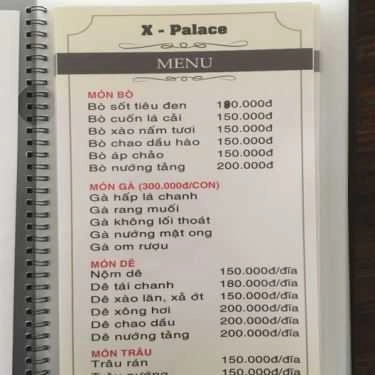 X - Palace
MENU
MÓN BÒ
Bò sốt tiêu đen 180.000đ
Bò cuốn lá cải 150.000đ
Bò xào nấm tươi 150.000đ
Bò chao dầu hào 150.000đ
Bò áp chảo 150.000đ
Bò nướng tảng 200.000đ
MÓN GÀ (300.000đ/CON)
Gà hấp lá chanh
Gà rang muối
Gà không lối thoát
Gà nướng mật ong
Gà om rượu
MÓN DÊ
Nộm dê 150.000đ/đĩa
Dê tái chanh 180.000đ/đĩa
Dê xào lăn, xả ớt 150.000đ/đĩa
Dê xông hơi 200.000đ/đĩa
Dê chao dầu 200.000đ/đĩa
Dê nướng tảng 200.000đ/đĩa
MÓN TRÂU
Trâu rán 150.000đ/đĩa
Trâu nướng 150.000đ/đĩa